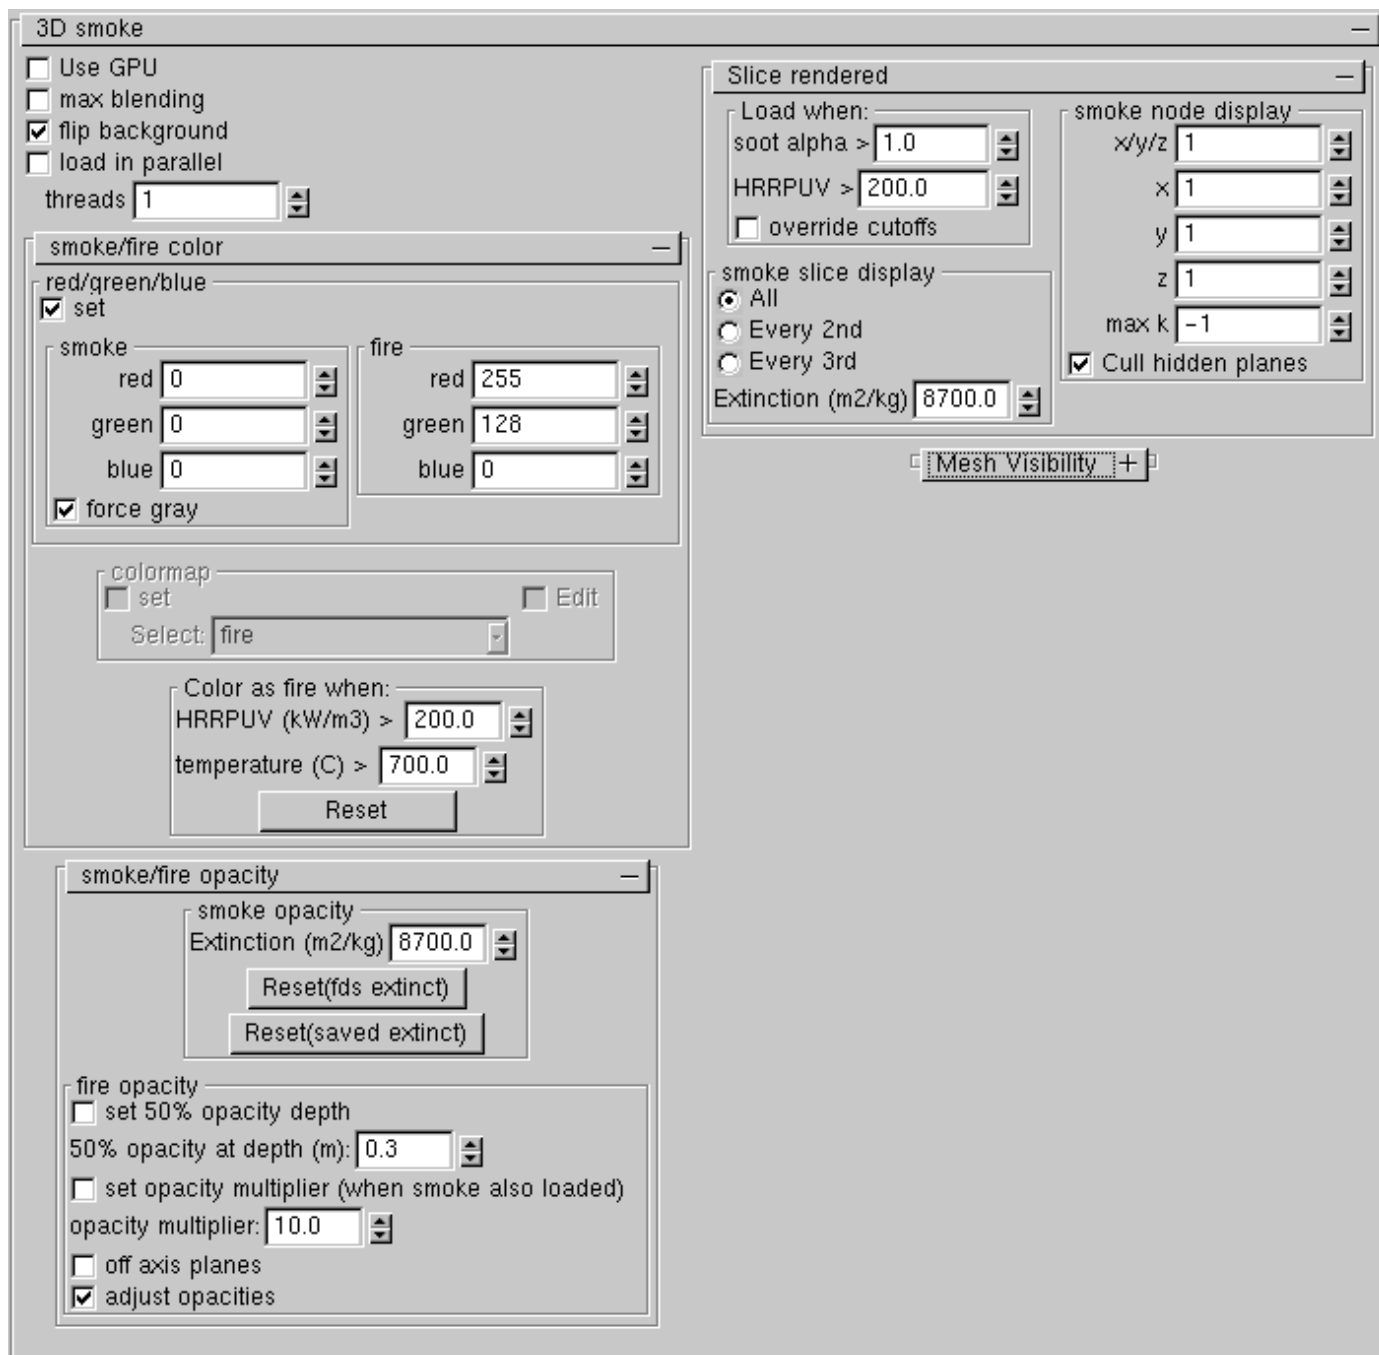 3D smoke
Use GPU
max blending
flip background
load in parallel
threads 1
smoke/fire color
red/green/blue
set
smoke
red 0
green 0
blue 0
force gray
fire
red 255
green 128
blue 0
colormap
set
Edit
Select: fire
Color as fire when:
HRRPUV (kW/m3) > 200.0
temperature (C) > 700.0
Reset
smoke/fire opacity
smoke opacity
Extinction (m2/kg) 8700.0
Reset(fds extinct)
Reset(saved extinct)
fire opacity
set 50% opacity depth
50% opacity at depth (m): 0.3
set opacity multiplier (when smoke also loaded)
opacity multiplier: 10.0
off axis planes
adjust opacities
Slice rendered
Load when:
soot alpha > 1.0
HRRPUV > 200.0
override cutoffs
smoke slice display
All
Every 2nd
Every 3rd
Extinction (m2/kg) 8700.0
smoke node display
x/y/z 1
x 1
y 1
z 1
max k -1
Cull hidden planes
Mesh Visibility +